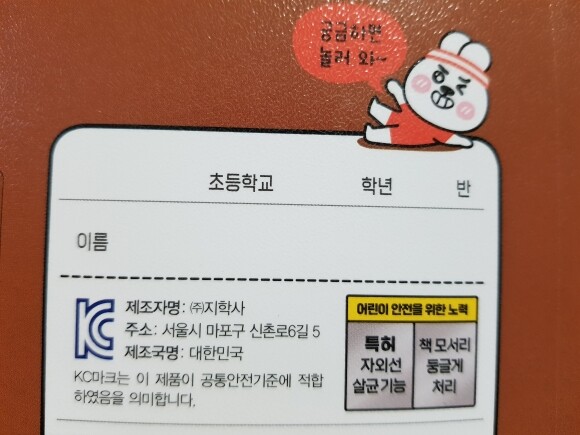 궁금하면
놀러 와~
초등학교 학년 반
이름
KC
제조자명: ㈜지학사
주소: 서울시 마포구 신촌로6길 5
제조국명: 대한민국
KC마크는 이 제품이 공통안전기준에 적합
하였음을 의미합니다.
어린이 안전을 위한 노력
특허
자외선
살균기능
책 모서리
둥글게
처리